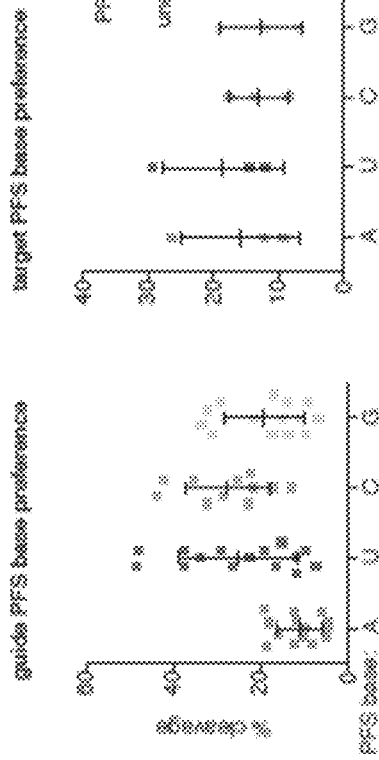 guide PFS base preference
60
40
20
0
% cleavage
PFS base: A U C G
target PFS base preference
40
30
20
10
0
A U C G